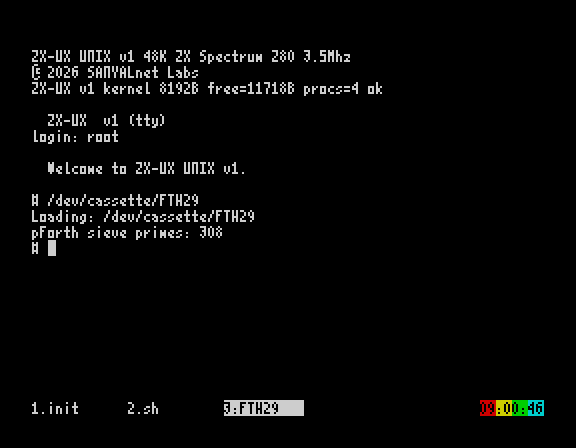 ZX-UX UNIX v1 48K ZX Spectrum Z80 3.5Mhz
© 2026 SANYALnet Labs
ZX-UX v1 kernel 8192B free=11718B procs=4 ok
ZX-UX  v1 (tty)
login: root
Welcome to ZX-UX UNIX v1.
# /dev/cassette/FTH29
Loading: /dev/cassette/FTH29
pForth sieve primes: 308
#
1.init 2.sh 3.FTH29 09:00:46